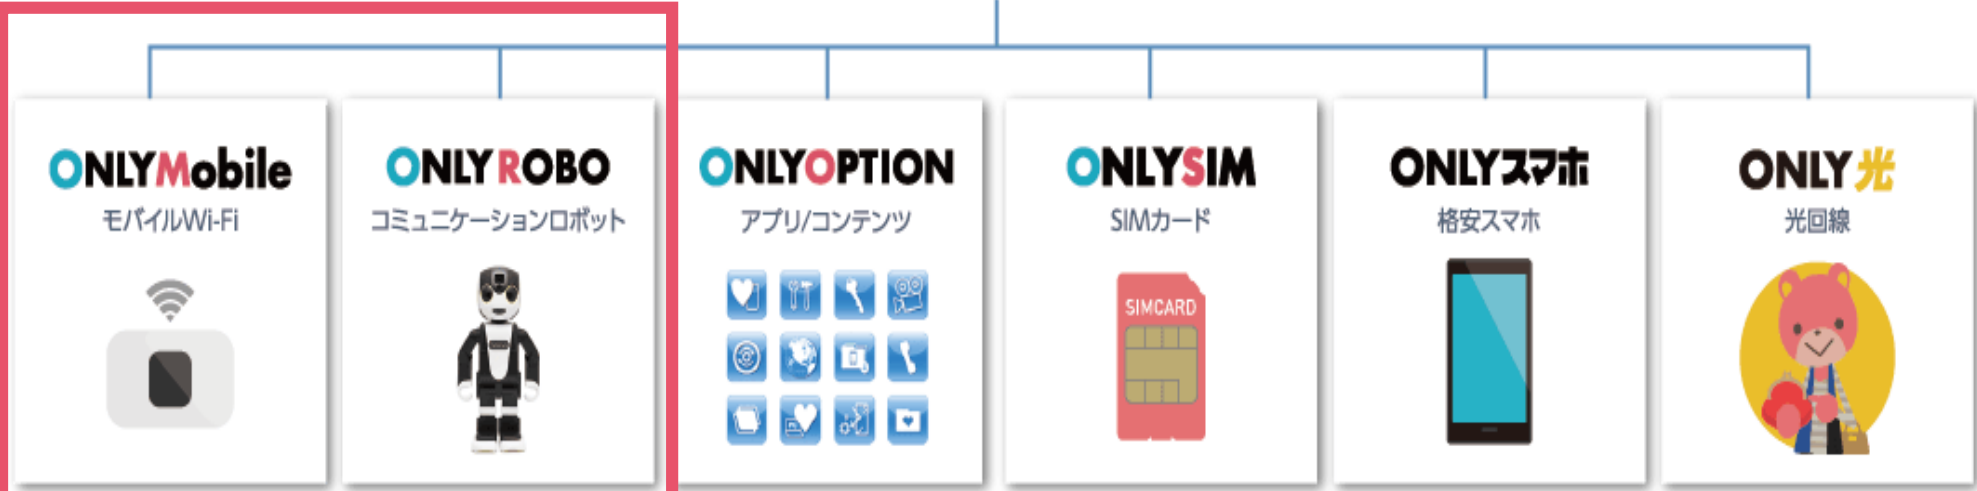 ONLYMobile
モバイルWi-Fi
ONLYROBO
コミュニケーションロボット
ONLYOPTION
アプリ/コンテンツ
ONLYSIM
SIMカード
SIMCARD
ONLYスマホ
格安スマホ
ONLY光
光回線